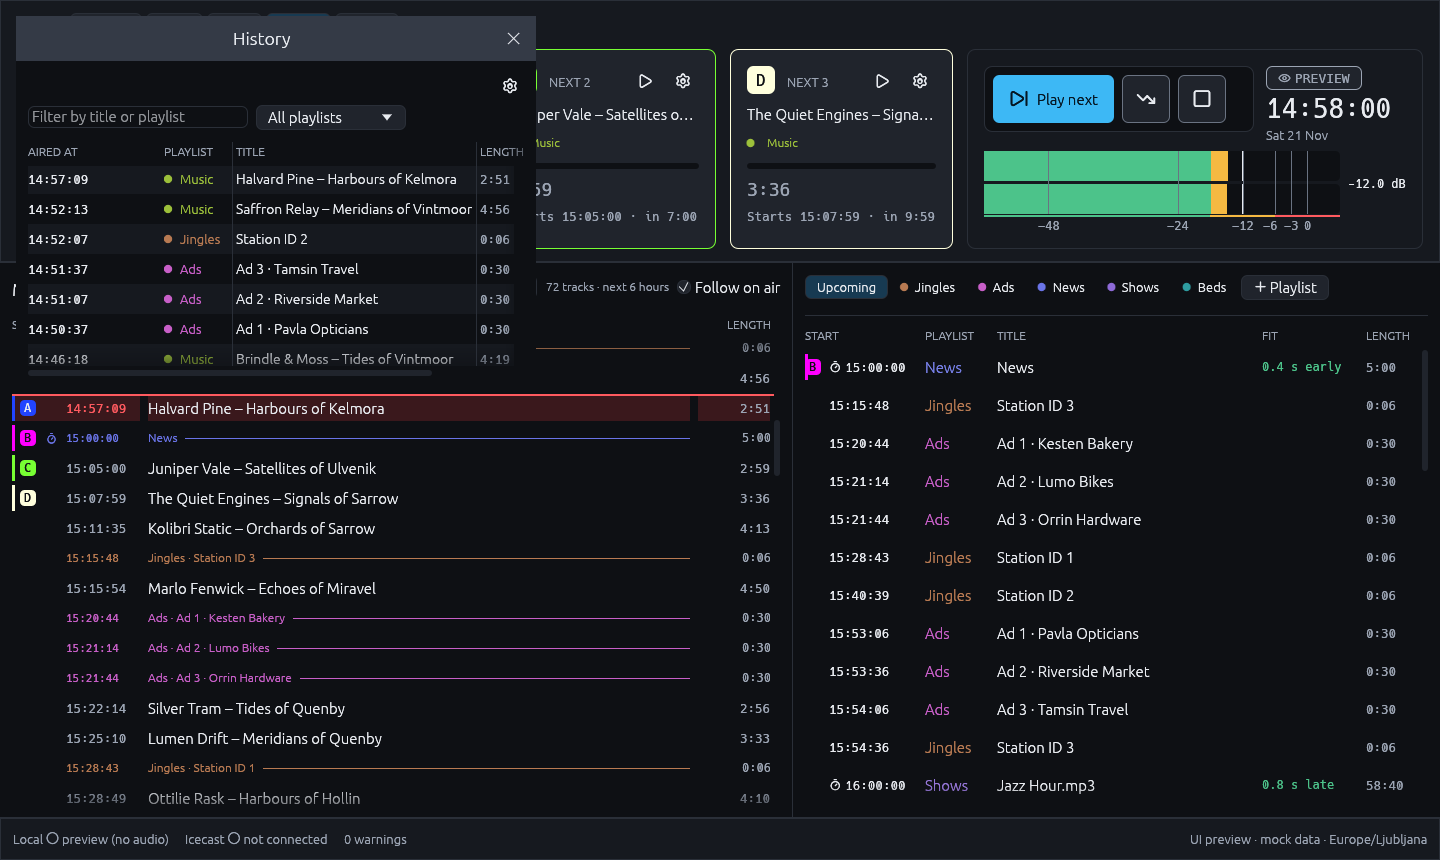 History
Filter by title or playlist
All playlists
AIRED AT PLAYLIST TITLE LENGTH
14:57:09 Music Halvard Pine – Harbours of Kelmora 2:51
14:52:13 Music Saffron Relay – Meridians of Vintmoor 4:56
14:52:07 Jingles Station ID 2 0:06
14:51:37 Ads Ad 3 · Tamsin Travel 0:30
14:51:07 Ads Ad 2 · Riverside Market 0:30
14:50:37 Ads Ad 1 · Pavla Opticians 0:30
14:46:18 Music Brindle & Moss – Tides of Vintmoor 4:19
NEXT 2
per Vale – Satellites o...
Music
59
rts 15:05:00 · in 7:00
D NEXT 3
The Quiet Engines – Signa...
Music
3:36
Starts 15:07:59 · in 9:59
Play next
PREVIEW
14:58:00
Sat 21 Nov
-12.0 dB
-48 -24 -12 -6 -3 0
72 tracks · next 6 hours Follow on air
LENGTH
0:06
4:56
A 14:57:09 Halvard Pine – Harbours of Kelmora 2:51
B 15:00:00 News 5:00
C 15:05:00 Juniper Vale – Satellites of Ulvenik 2:59
D 15:07:59 The Quiet Engines – Signals of Sarrow 3:36
15:11:35 Kolibri Static – Orchards of Sarrow 4:13
15:15:48 Jingles · Station ID 3 0:06
15:15:54 Marlo Fenwick – Echoes of Miravel 4:50
15:20:44 Ads · Ad 1 · Kesten Bakery 0:30
15:21:14 Ads · Ad 2 · Lumo Bikes 0:30
15:21:44 Ads · Ad 3 · Orrin Hardware 0:30
15:22:14 Silver Tram – Tides of Quenby 2:56
15:25:10 Lumen Drift – Meridians of Quenby 3:33
15:28:43 Jingles · Station ID 1 0:06
15:28:49 Ottilie Rask – Harbours of Hollin 4:10
Upcoming Jingles Ads News Shows Beds + Playlist
START PLAYLIST TITLE FIT LENGTH
B 15:00:00 News News 0.4 s early 5:00
15:15:48 Jingles Station ID 3 0:06
15:20:44 Ads Ad 1 · Kesten Bakery 0:30
15:21:14 Ads Ad 2 · Lumo Bikes 0:30
15:21:44 Ads Ad 3 · Orrin Hardware 0:30
15:28:43 Jingles Station ID 1 0:06
15:40:39 Jingles Station ID 2 0:06
15:53:06 Ads Ad 1 · Pavla Opticians 0:30
15:53:36 Ads Ad 2 · Riverside Market 0:30
15:54:06 Ads Ad 3 · Tamsin Travel 0:30
15:54:36 Jingles Station ID 3 0:06
16:00:00 Shows Jazz Hour.mp3 0.8 s late 58:40
Local preview (no audio) Icecast not connected 0 warnings
UI preview · mock data · Europe/Ljubljana